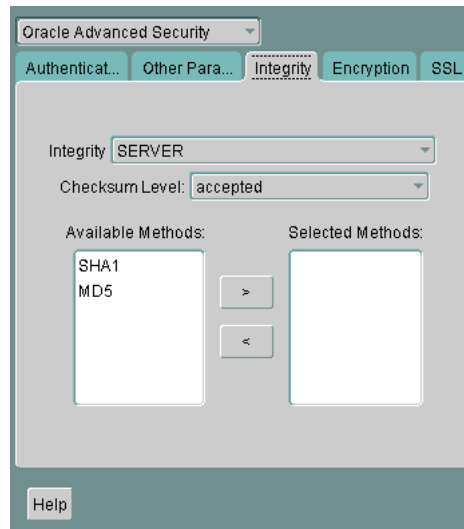 Oracle Advanced Security
Authenticat... Other Para... Integrity Encryption SSL
Integrity SERVER
Checksum Level: accepted
Available Methods: Selected Methods:
SHA1
MD5
>
<
Help